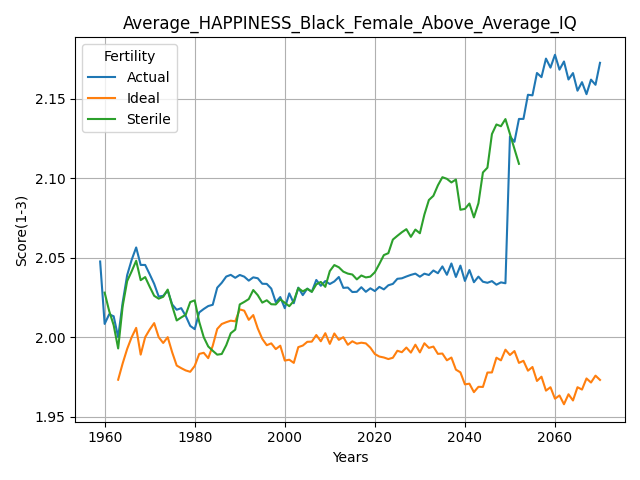 Average_HAPPINESS_Black_Female_Above_Average_IQ
Fertility
Actual
Ideal
Sterile
Score(1-3)
2.15
2.10
2.05
2.00
1.95
1960 1980 2000 2020 2040 2060
Years